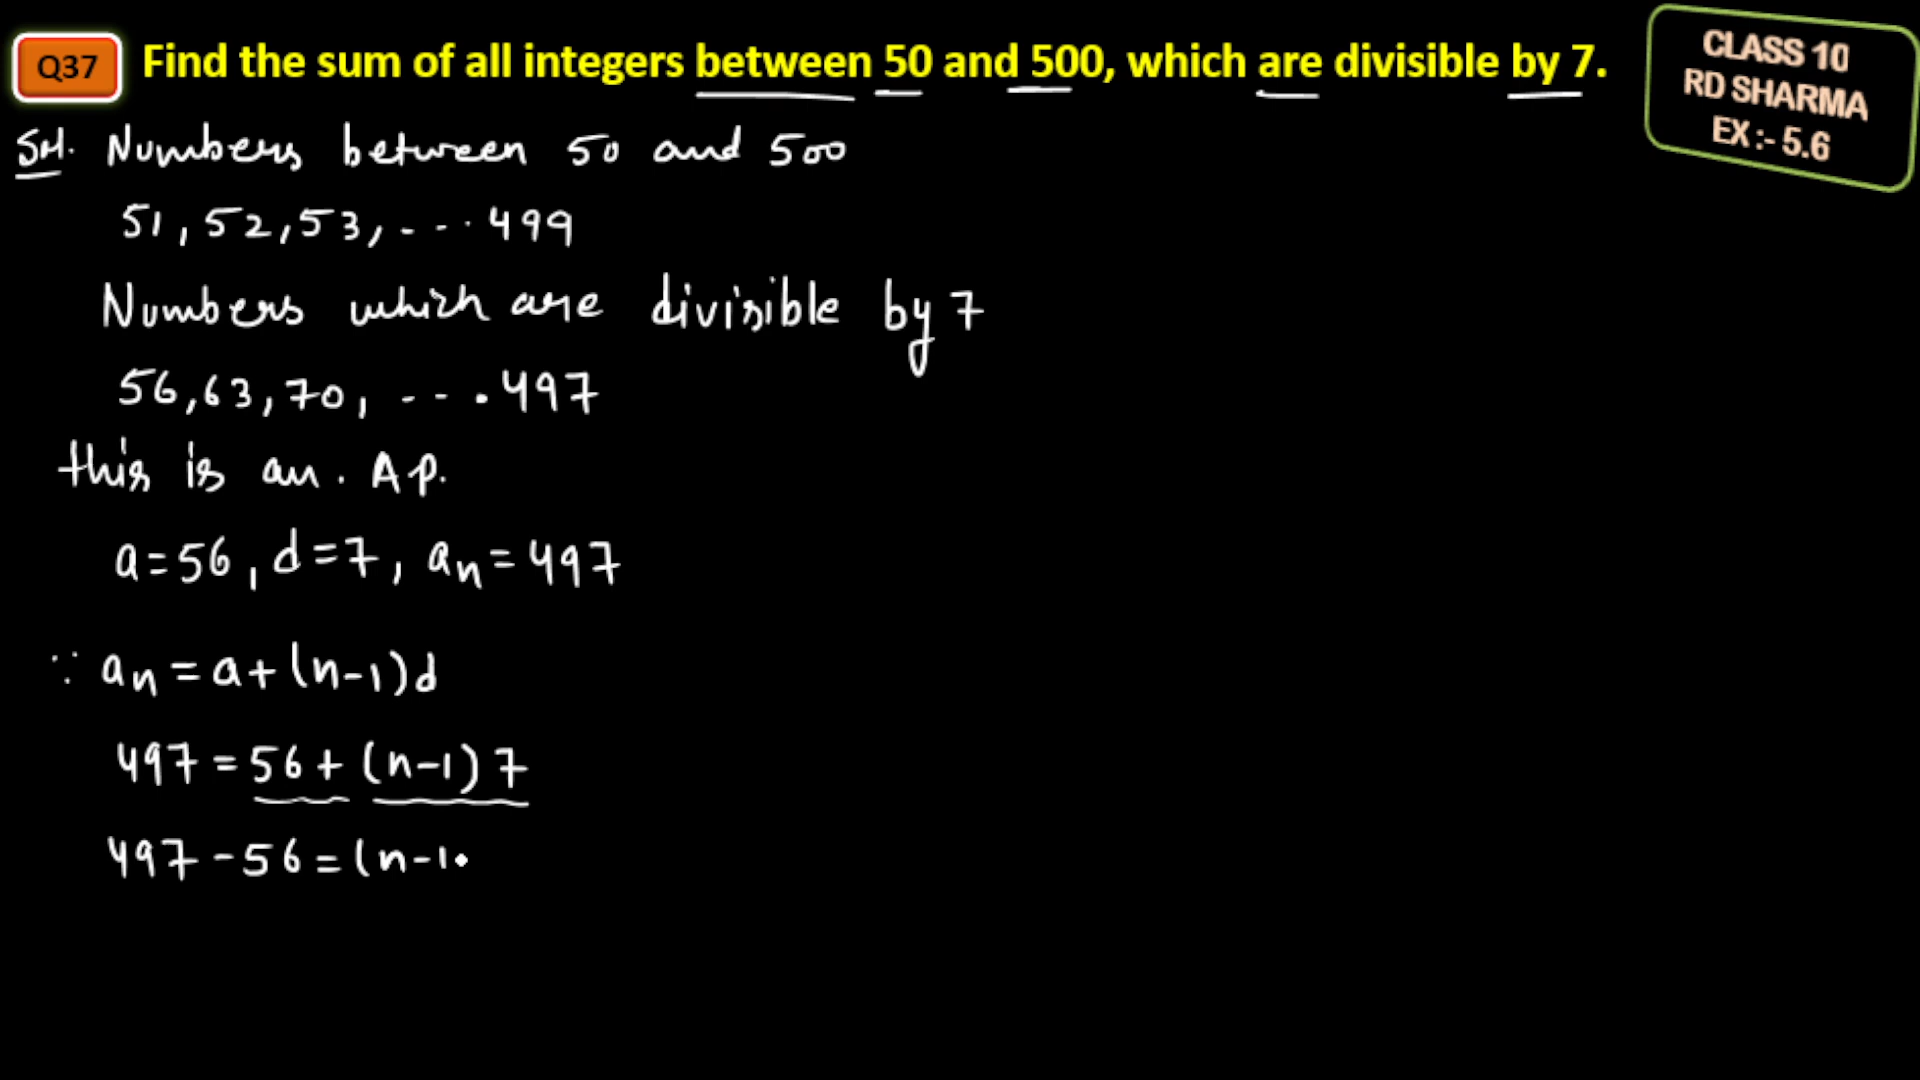 Q37 Find the sum of all integers between 50 and 500, which are divisible by 7.
CLASS 10
RD SHARMA
EX :- 5.6
Sol. Numbers between 50 and 500
51, 52, 53, --- 499
Numbers which are divisible by 7
56, 63, 70, --- 497
this is an. A p.
a = 56, d = 7, an = 497
∵ an = a + (n-1)d
497 = 56 + (n-1) 7
497 - 56 = (n-1